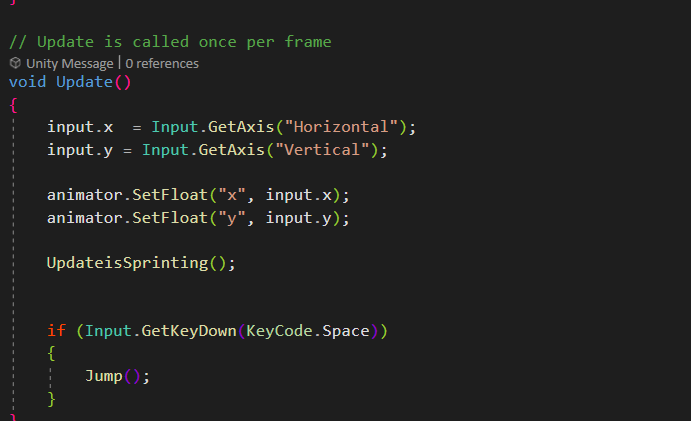 }
// Update is called once per frame
Unity Message | 0 references
void Update()
{
input.x  = Input.GetAxis("Horizontal");
input.y = Input.GetAxis("Vertical");
animator.SetFloat("x", input.x);
animator.SetFloat("y", input.y);
UpdateisSprinting();
if (Input.GetKeyDown(KeyCode.Space))
{
Jump();
}
}